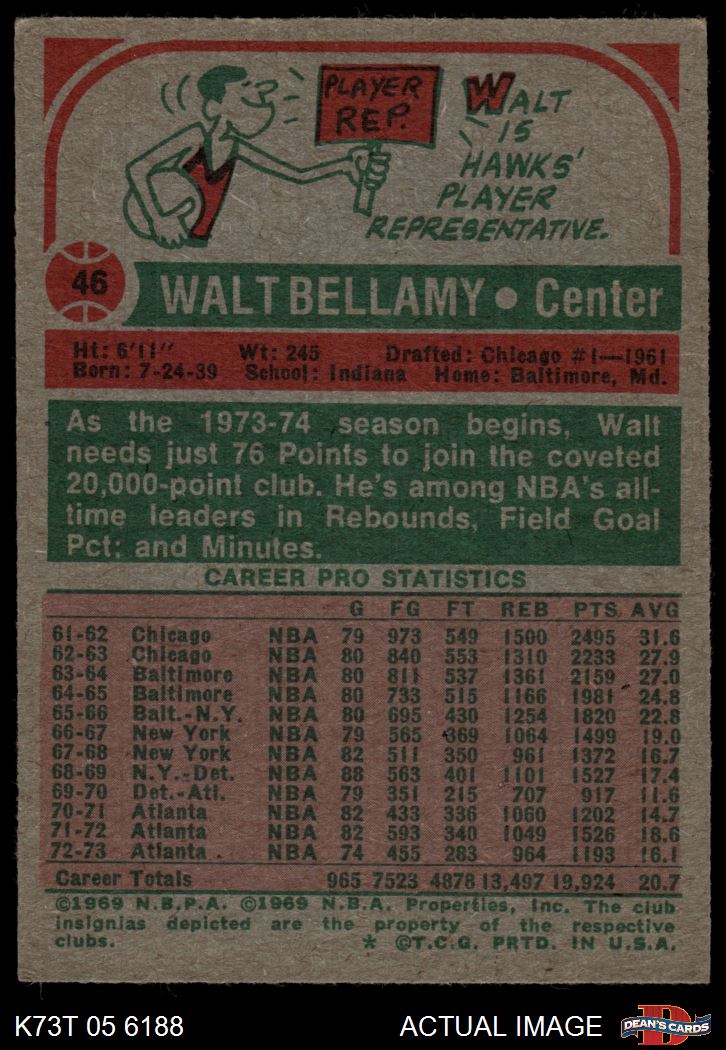 PLAYER
REP.
WALT
IS
HAWKS'
PLAYER
REPRESENTATIVE.
46
WALT BELLAMY • Center
Ht: 6'11" Wt: 245 Drafted: Chicago #1—1961
Born: 7-24-39 School: Indiana Home: Baltimore, Md.
As the 1973-74 season begins, Walt
needs just 76 Points to join the coveted
20,000-point club. He's among NBA's all-
time leaders in Rebounds, Field Goal
Pct: and Minutes.
CAREER PRO STATISTICS
G FG FT REB PTS AVG
61-62 Chicago NBA 79 973 549 1500 2495 31.6
62-63 Chicago NBA 80 840 553 1310 2233 27.9
63-64 Baltimore NBA 80 811 537 1361 2159 27.0
64-65 Baltimore NBA 80 733 515 1166 1981 24.8
65-66 Balt.-N.Y. NBA 80 695 430 1254 1820 22.8
66-67 New York NBA 79 565 369 1064 1499 19.0
67-68 New York NBA 82 511 350 961 1372 16.7
68-69 N.Y.-Det. NBA 88 563 401 1101 1527 17.4
69-70 Det.-Atl. NBA 79 351 215 707 917 11.6
70-71 Atlanta NBA 82 433 336 1060 1202 14.7
71-72 Atlanta NBA 82 593 340 1049 1526 18.6
72-73 Atlanta NBA 74 455 283 964 1193 16.1
Career Totals 965 7523 4878 13,497 19,924 20.7
©1969 N.B.P.A. ©1969 N.B.A. Properties, Inc. The club
insignias depicted are the property of the respective
clubs. * ©T.C.G. PRTD. IN U.S.A.
K73T 05 6188 ACTUAL IMAGE
D
DEAN'S CARDS